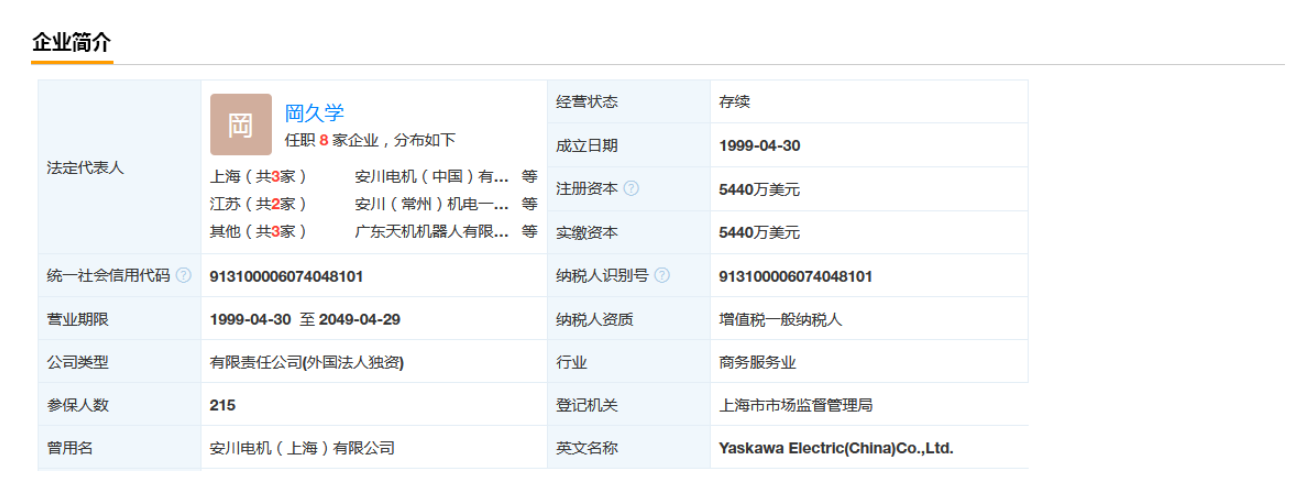 企业简介
法定代表人
岡
岡久学
任职 8 家企业，分布如下
上海（共3家） 安川电机（中国）有... 等
江苏（共2家） 安川（常州）机电一... 等
其他（共3家） 广东天机机器人有限... 等
经营状态 存续
成立日期 1999-04-30
注册资本 ? 5440万美元
实缴资本 5440万美元
统一社会信用代码 ? 913100006074048101 纳税人识别号 ? 913100006074048101
营业期限 1999-04-30 至 2049-04-29 纳税人资质 增值税一般纳税人
公司类型 有限责任公司(外国法人独资) 行业 商务服务业
参保人数 215 登记机关 上海市市场监督管理局
曾用名 安川电机（上海）有限公司 英文名称 Yaskawa Electric(China)Co.,Ltd.